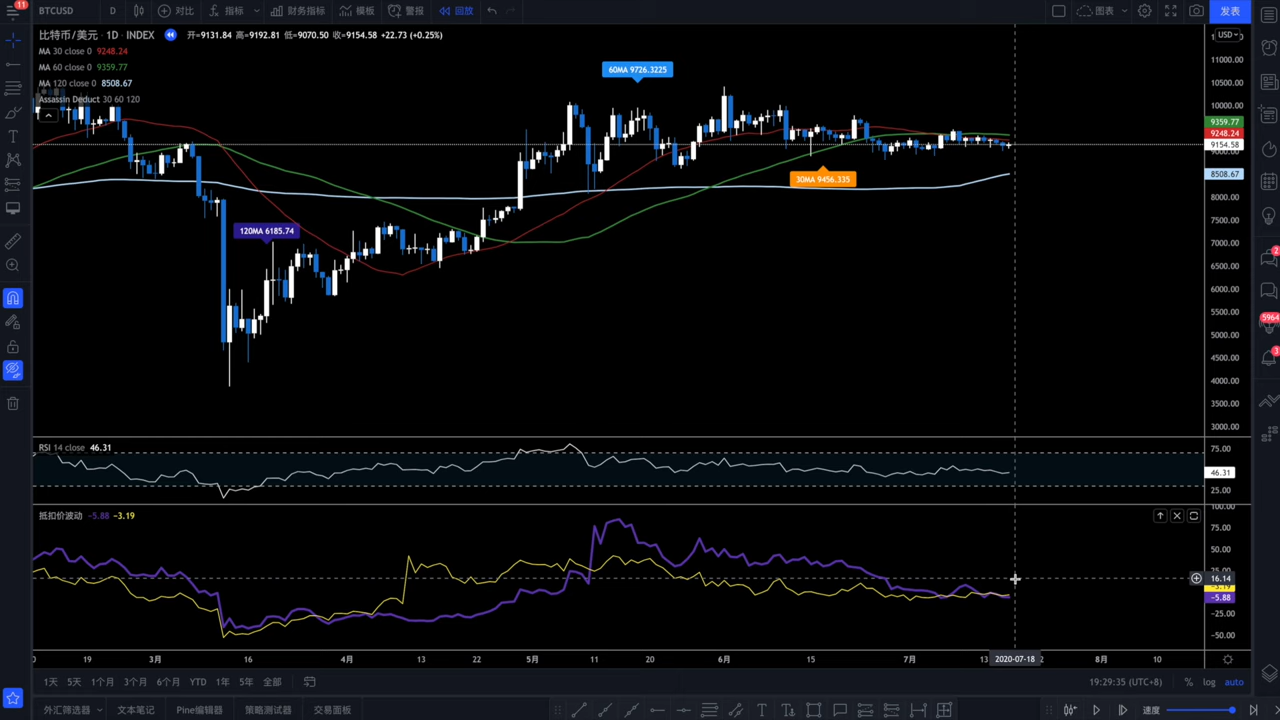 11
BTCUSD D 对比 指标 财务指标 模板 警报 回放 图表 发表
比特币/美元 · 1D · INDEX 开=9131.84 高=9192.81 低=9070.50 收=9154.58 +22.73 (+0.25%)
MA 30 close 0 9248.24
MA 60 close 0 9359.77
MA 120 close 0 8508.67
Assassin Deduct 30 60 120
60MA 9726.3225
30MA 9456.335
120MA 6185.74
USD
11000.00
10500.00
10000.00
9359.77
9248.24
9154.58
9000.00
8508.67
8000.00
7500.00
7000.00
6500.00
6000.00
5500.00
5000.00
4500.00
4000.00
3500.00
3000.00
2
5964
3
RSI 14 close 46.31
75.00
46.31
25.00
抵扣价波动 -5.88 -3.19
100.00
75.00
50.00
25.00
16.14
-3.19
-5.88
-25.00
-50.00
19 3月 16 4月 13 22 5月 11 20 6月 15 7月 13 2020-07-18 8月 10
1天 5天 1个月 3个月 6个月 YTD 1年 5年 全部 19:29:35 (UTC+8) % log auto
外汇筛选器 文本笔记 Pine编辑器 策略测试器 交易面板 速度